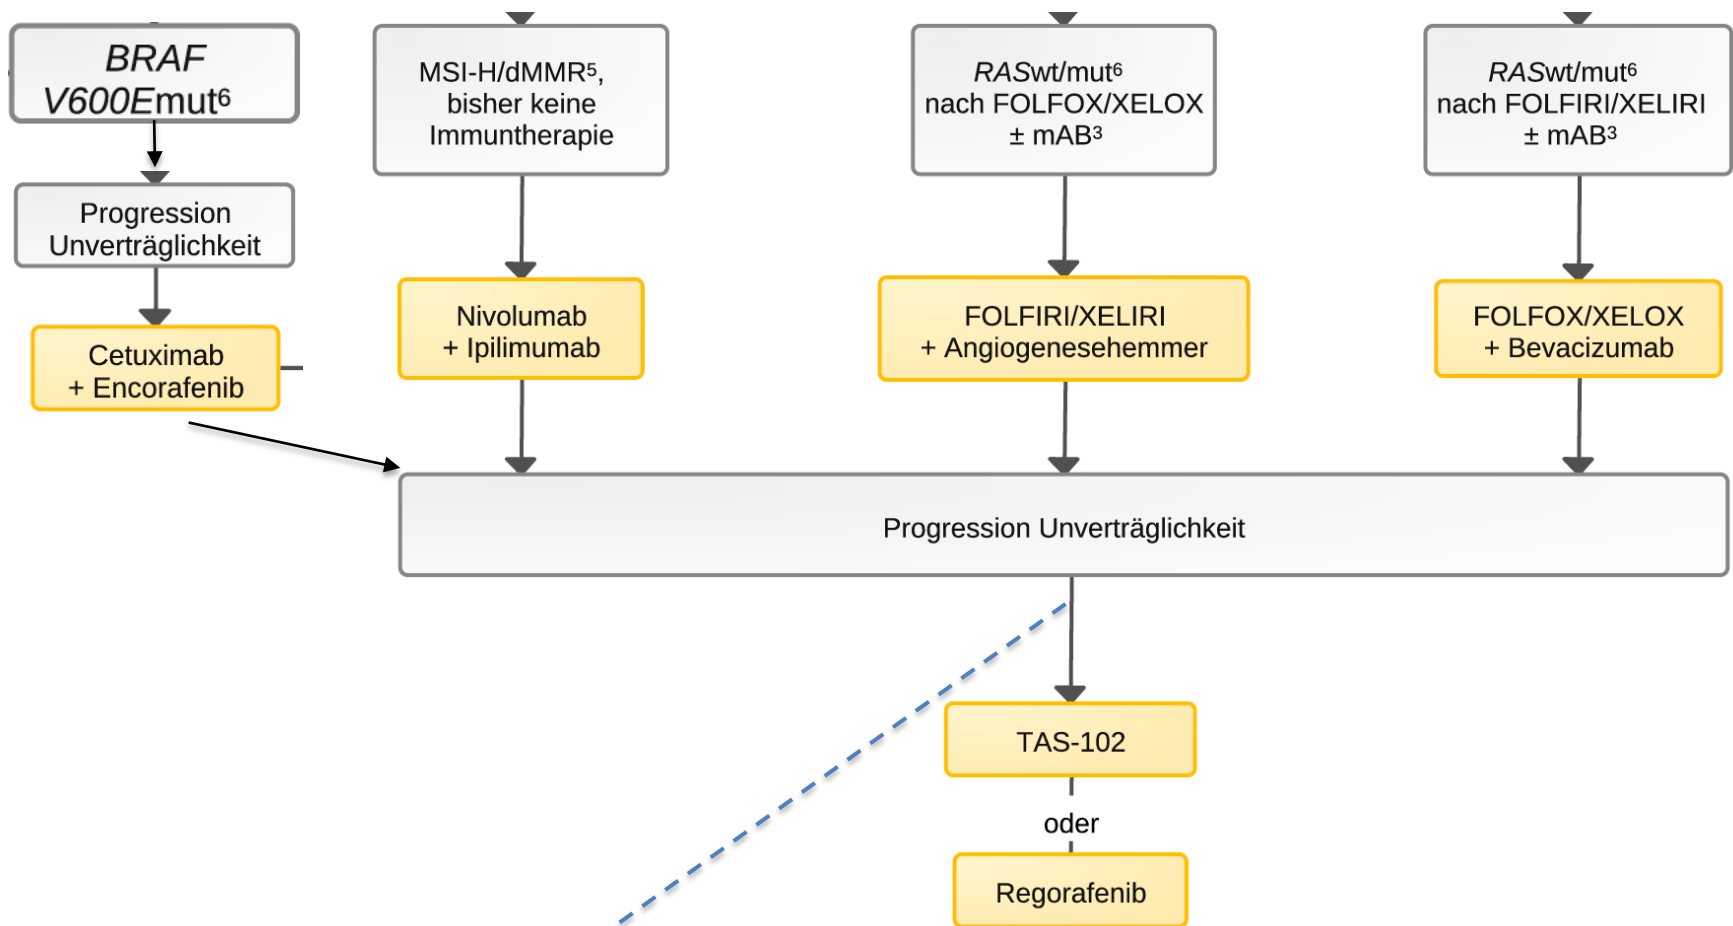 BRAF
V600Emut⁶
Progression
Unverträglichkeit
Cetuximab
+ Encorafenib
MSI-H/dMMR⁵,
bisher keine
Immuntherapie
Nivolumab
+ Ipilimumab
RASwt/mut⁶
nach FOLFOX/XELOX
± mAB³
FOLFIRI/XELIRI
+ Angiogenesehemmer
RASwt/mut⁶
nach FOLFIRI/XELIRI
± mAB³
FOLFOX/XELOX
+ Bevacizumab
Progression Unverträglichkeit
TAS-102
oder
Regorafenib